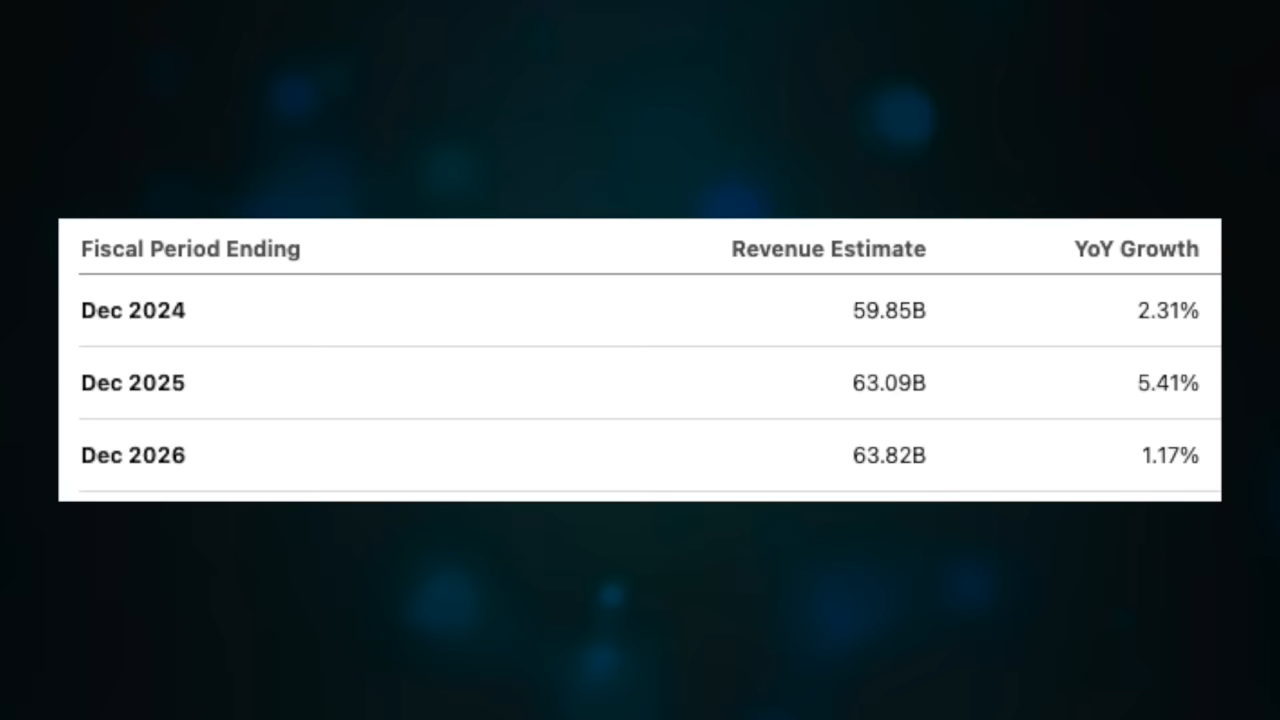 Fiscal Period Ending Revenue Estimate YoY Growth
Dec 2024 59.85B 2.31%
Dec 2025 63.09B 5.41%
Dec 2026 63.82B 1.17%